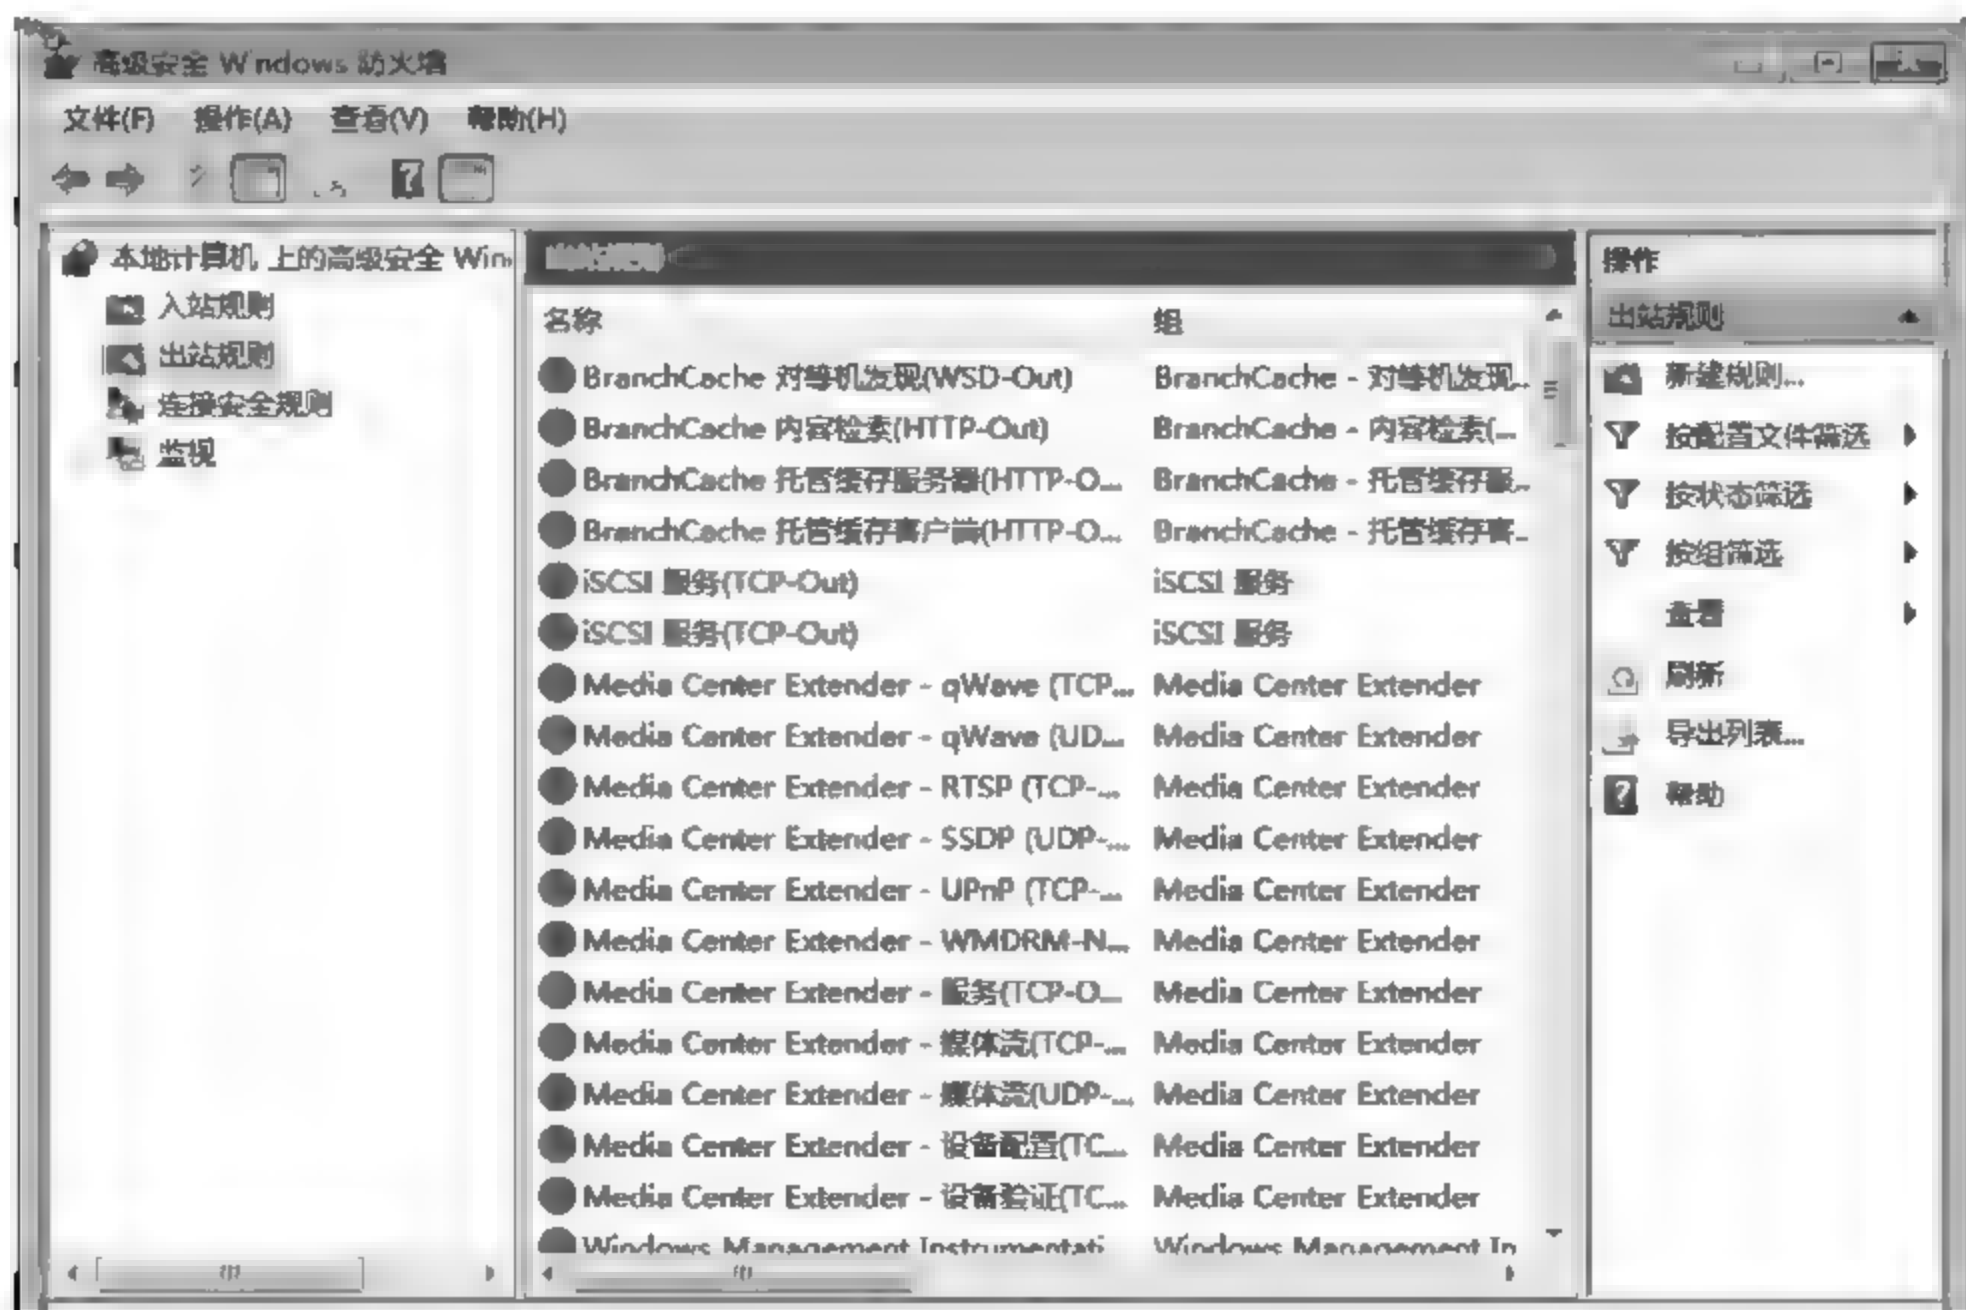 高级安全 Windows 防火墙
文件(F) 操作(A) 查看(V) 帮助(H)
本地计算机 上的高级安全 Win
入站规则
出站规则
连接安全规则
监视
名称 组
BranchCache 对等机发现(WSD-Out) BranchCache - 对等机发现...
BranchCache 内容检索(HTTP-Out) BranchCache - 内容检索(...
BranchCache 托管缓存服务器(HTTP-O... BranchCache - 托管缓存服...
BranchCache 托管缓存客户端(HTTP-O... BranchCache - 托管缓存客...
iSCSI 服务(TCP-Out) iSCSI 服务
iSCSI 服务(TCP-Out) iSCSI 服务
Media Center Extender - qWave (TCP... Media Center Extender
Media Center Extender - qWave (UD... Media Center Extender
Media Center Extender - RTSP (TCP-... Media Center Extender
Media Center Extender - SSDP (UDP-... Media Center Extender
Media Center Extender - UPnP (TCP-... Media Center Extender
Media Center Extender - WMDRM-N... Media Center Extender
Media Center Extender - 服务(TCP-O... Media Center Extender
Media Center Extender - 媒体流(TCP-... Media Center Extender
Media Center Extender - 媒体流(UDP-... Media Center Extender
Media Center Extender - 设备配置(TC... Media Center Extender
Media Center Extender - 设备验证(TC... Media Center Extender
Windows Management Instrumentati Windows Management In
操作
出站规则
新建规则...
按配置文件筛选
按状态筛选
按组筛选
查看
刷新
导出列表...
帮助